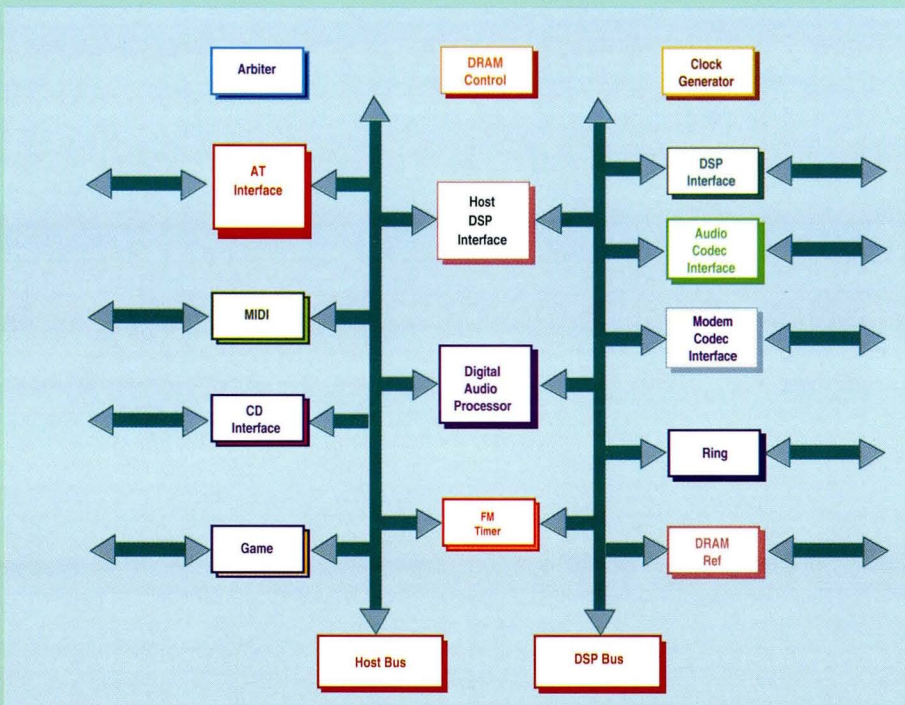 Arbiter
DRAM
Control
Clock
Generator
AT
Interface
Host
DSP
Interface
DSP
Interface
Audio
Codec
Interface
MIDI
Modem
Codec
Interface
Digital
Audio
Processor
CD
Interface
Ring
Game
FM
Timer
DRAM
Ref
Host Bus
DSP Bus